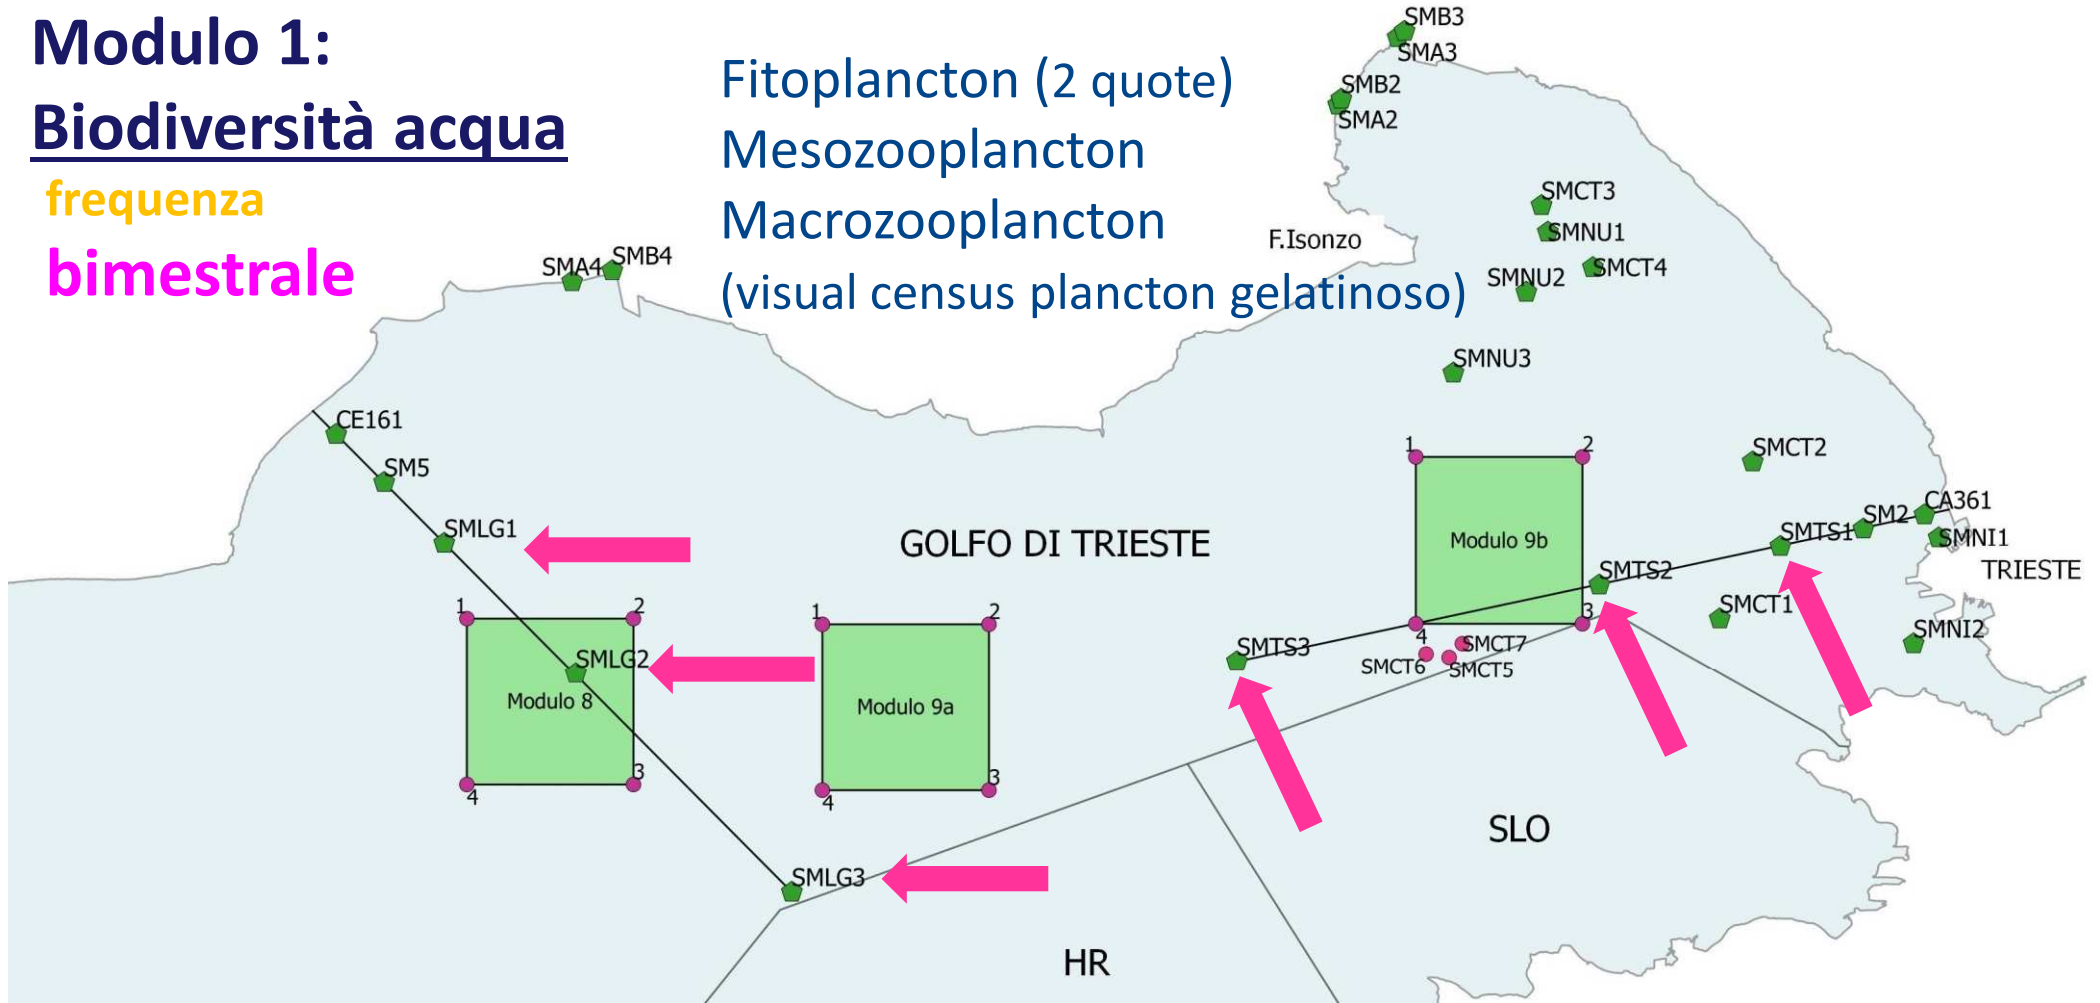 Modulo 1:
Biodiversità acqua
frequenza
bimestrale
Fitoplancton (2 quote)
Mesozooplancton
Macrozooplancton
(visual census plancton gelatinoso)
SMB3
SMA3
SMB2
SMA2
SMCT3
SMNU1
F.Isonzo
SMCT4
SMNU2
SMA4
SMB4
SMNU3
CE161
SM5
SMLG1
GOLFO DI TRIESTE
1
2
Modulo 9b
3
4
SMCT2
CA361
SM2
SMTS1
SMNI1
TRIESTE
SMTS2
SMCT1
SMNI2
SMTS3
SMCT7
SMCT6
SMCT5
1
2
SMLG2
Modulo 8
3
4
1
2
Modulo 9a
3
4
SMLG3
SLO
HR